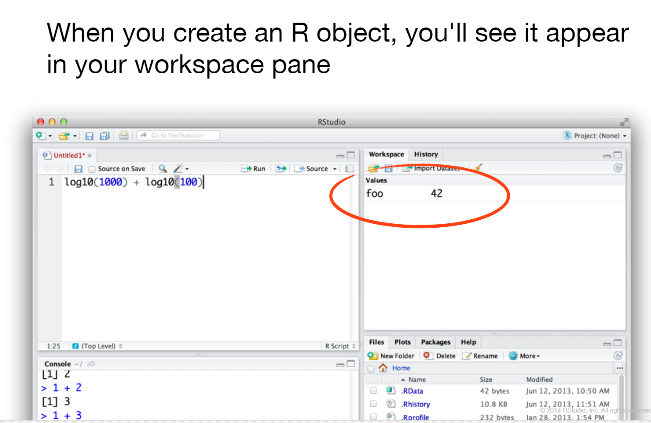 When you create an R object, you'll see it appear
in your workspace pane
RStudio
Go to file/function
Project: (None)
Untitled1* ×
Source on Save
Run
Source
1 log10(1000) + log10(100)
1:25 (Top Level) R Script
Console ~/
[1] 2
> 1 + 2
[1] 3
> 1 + 3
Workspace History
Import Dataset
Values
foo 42
Files Plots Packages Help
New Folder Delete Rename More
Home
Name Size Modified
.RData 42 bytes Jun 12, 2013, 10:50 AM
.Rhistory 10.8 KB Jun 12, 2013, 11:51 AM
.Rprofile 232 bytes Jan 28, 2013, 1:54 PM
© 2014 RStudio, Inc. All rights reserved.